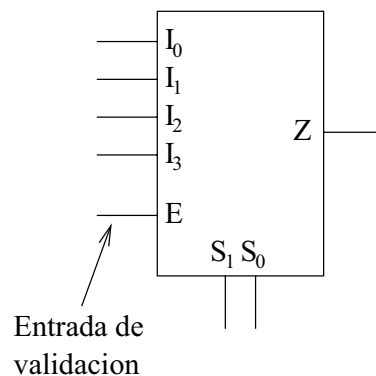 I₀
I₁
I₂
I₃
Z
E
S₁ S₀
Entrada de
validacion